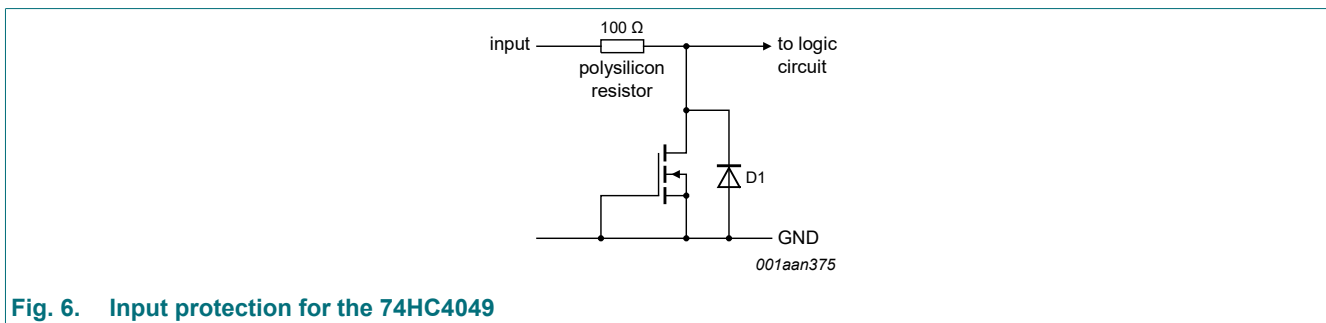 100 Ω
input
to logic
circuit
polysilicon
resistor
D1
GND
001aan375
Fig. 6. Input protection for the 74HC4049